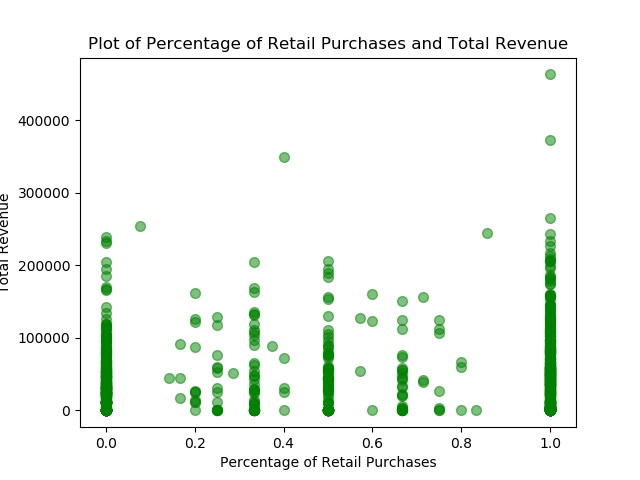 Plot of Percentage of Retail Purchases and Total Revenue
Total Revenue
400000
300000
200000
100000
0
0.0 0.2 0.4 0.6 0.8 1.0
Percentage of Retail Purchases